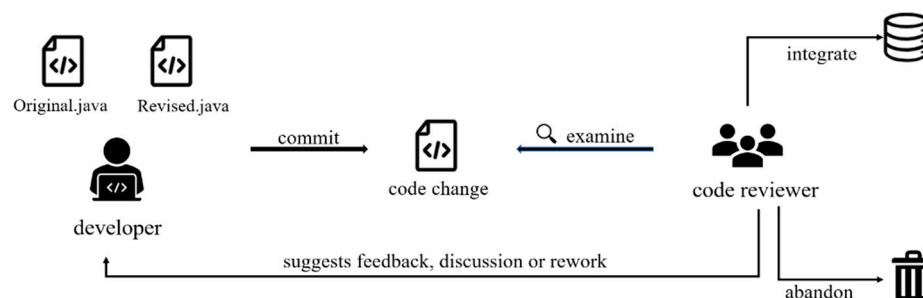 integrate
Original.java
Revised.java
commit
examine
code change
code reviewer
developer
suggests feedback, discussion or rework
abandon